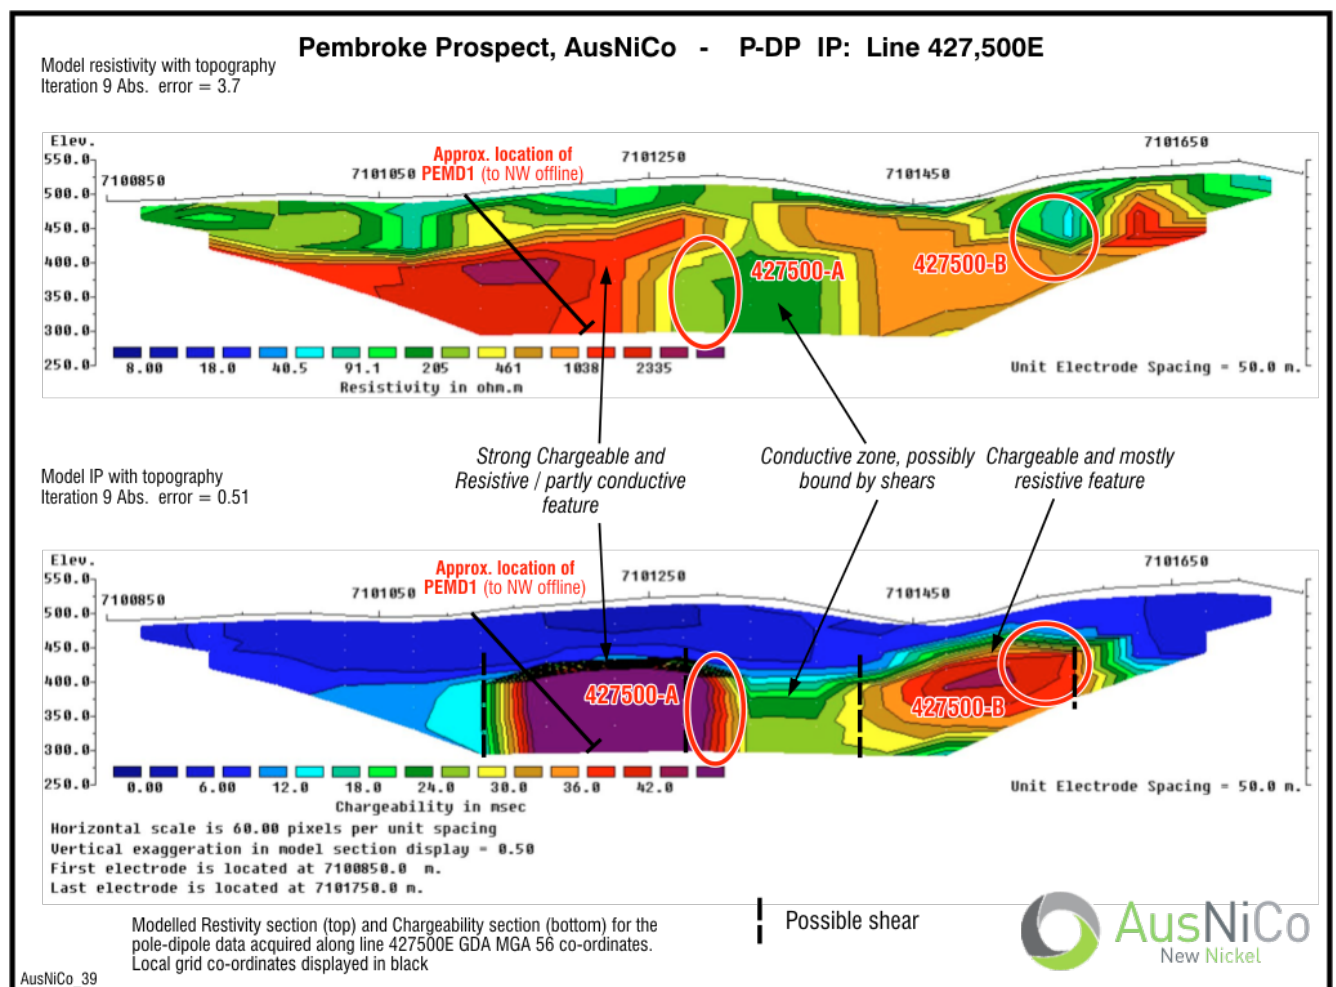 Pembroke Prospect, AusNiCo - P-DP IP: Line 427,500E
Model resistivity with topography
Iteration 9 Abs. error = 3.7
Elev.
550.0
500.0
450.0
400.0
350.0
300.0
250.0
7100850
7101050
7101250
7101450
7101650
Approx. location of
PEMD1 (to NW offline)
427500-A
427500-B
8.00 18.0 40.5 91.1 205 461 1038 2335
Resistivity in ohm.m
Unit Electrode Spacing = 50.0 m.
Strong Chargeable and
Resistive / partly conductive
feature
Conductive zone, possibly
bound by shears
Chargeable and mostly
resistive feature
Model IP with topography
Iteration 9 Abs. error = 0.51
Elev.
550.0
500.0
450.0
400.0
350.0
300.0
250.0
7100850
7101050
7101250
7101450
7101650
Approx. location of
PEMD1 (to NW offline)
427500-A
427500-B
0.00 6.00 12.0 18.0 24.0 30.0 36.0 42.0
Chargeability in msec
Unit Electrode Spacing = 50.0 m.
Horizontal scale is 60.00 pixels per unit spacing
Vertical exaggeration in model section display = 0.50
First electrode is located at 7100850.0 m.
Last electrode is located at 7101750.0 m.
Modelled Restivity section (top) and Chargeability section (bottom) for the
pole-dipole data acquired along line 427500E GDA MGA 56 co-ordinates.
Local grid co-ordinates displayed in black
Possible shear
AusNiCo
New Nickel
AusNiCo_39